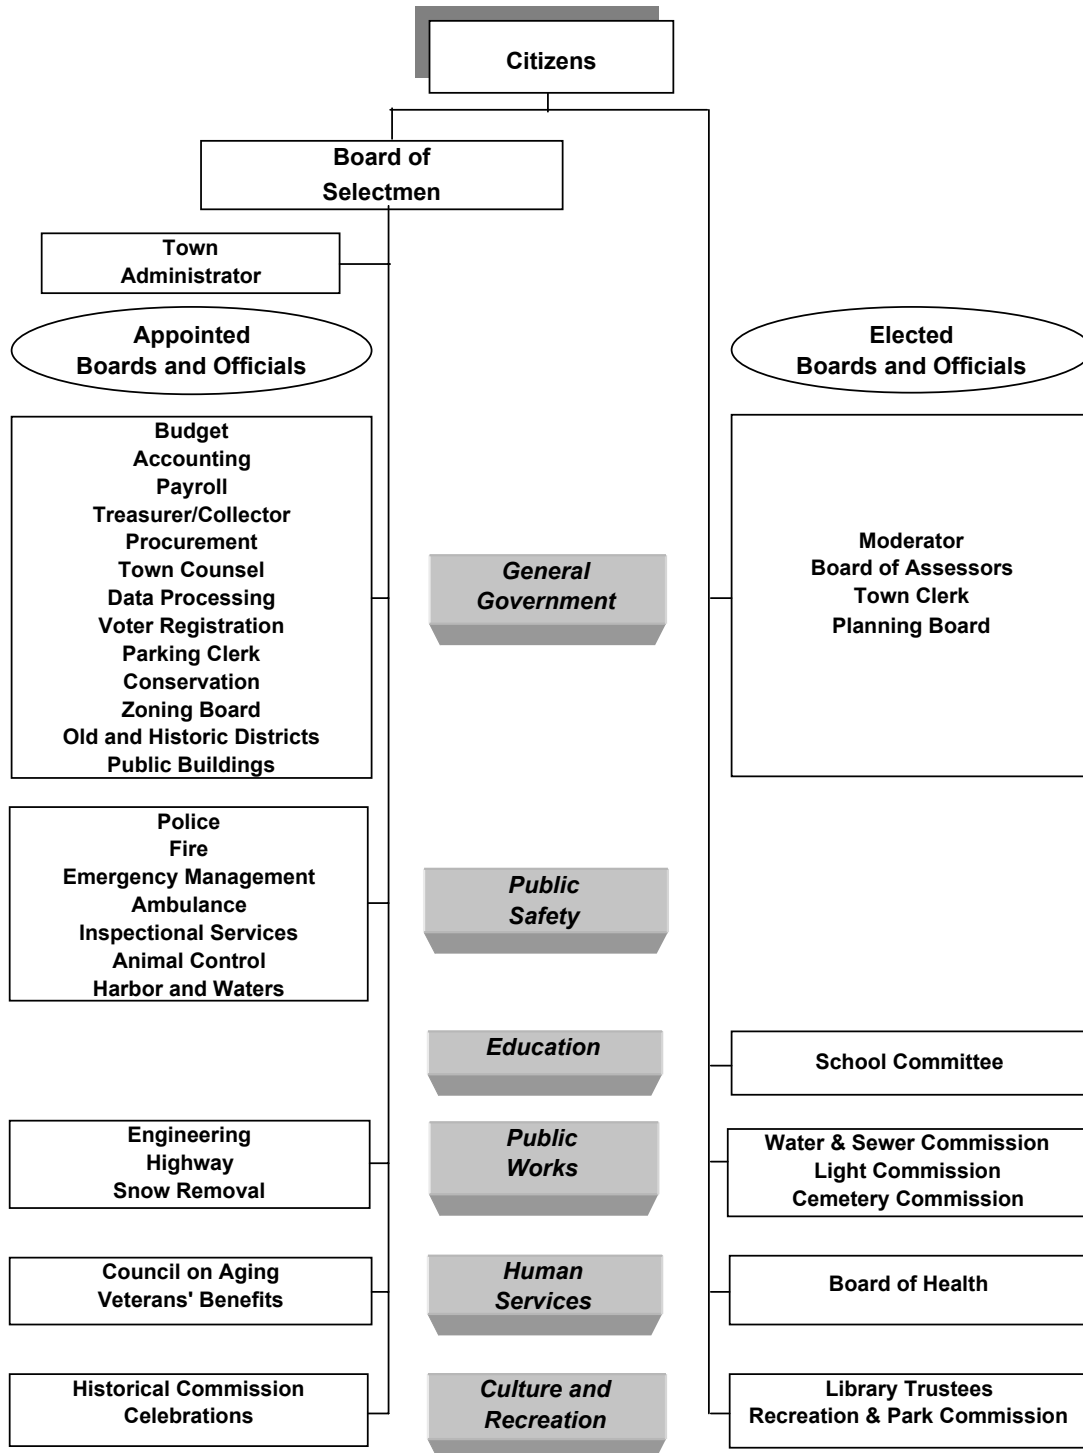 Citizens
Board of
Selectmen
Town
Administrator
Appointed
Boards and Officials
Elected
Boards and Officials
Budget
Accounting
Payroll
Treasurer/Collector
Procurement
Town Counsel
Data Processing
Voter Registration
Parking Clerk
Conservation
Zoning Board
Old and Historic Districts
Public Buildings
General
Government
Moderator
Board of Assessors
Town Clerk
Planning Board
Police
Fire
Emergency Management
Ambulance
Inspectional Services
Animal Control
Harbor and Waters
Public
Safety
Education
School Committee
Engineering
Highway
Snow Removal
Public
Works
Water & Sewer Commission
Light Commission
Cemetery Commission
Council on Aging
Veterans' Benefits
Human
Services
Board of Health
Historical Commission
Celebrations
Culture and
Recreation
Library Trustees
Recreation & Park Commission